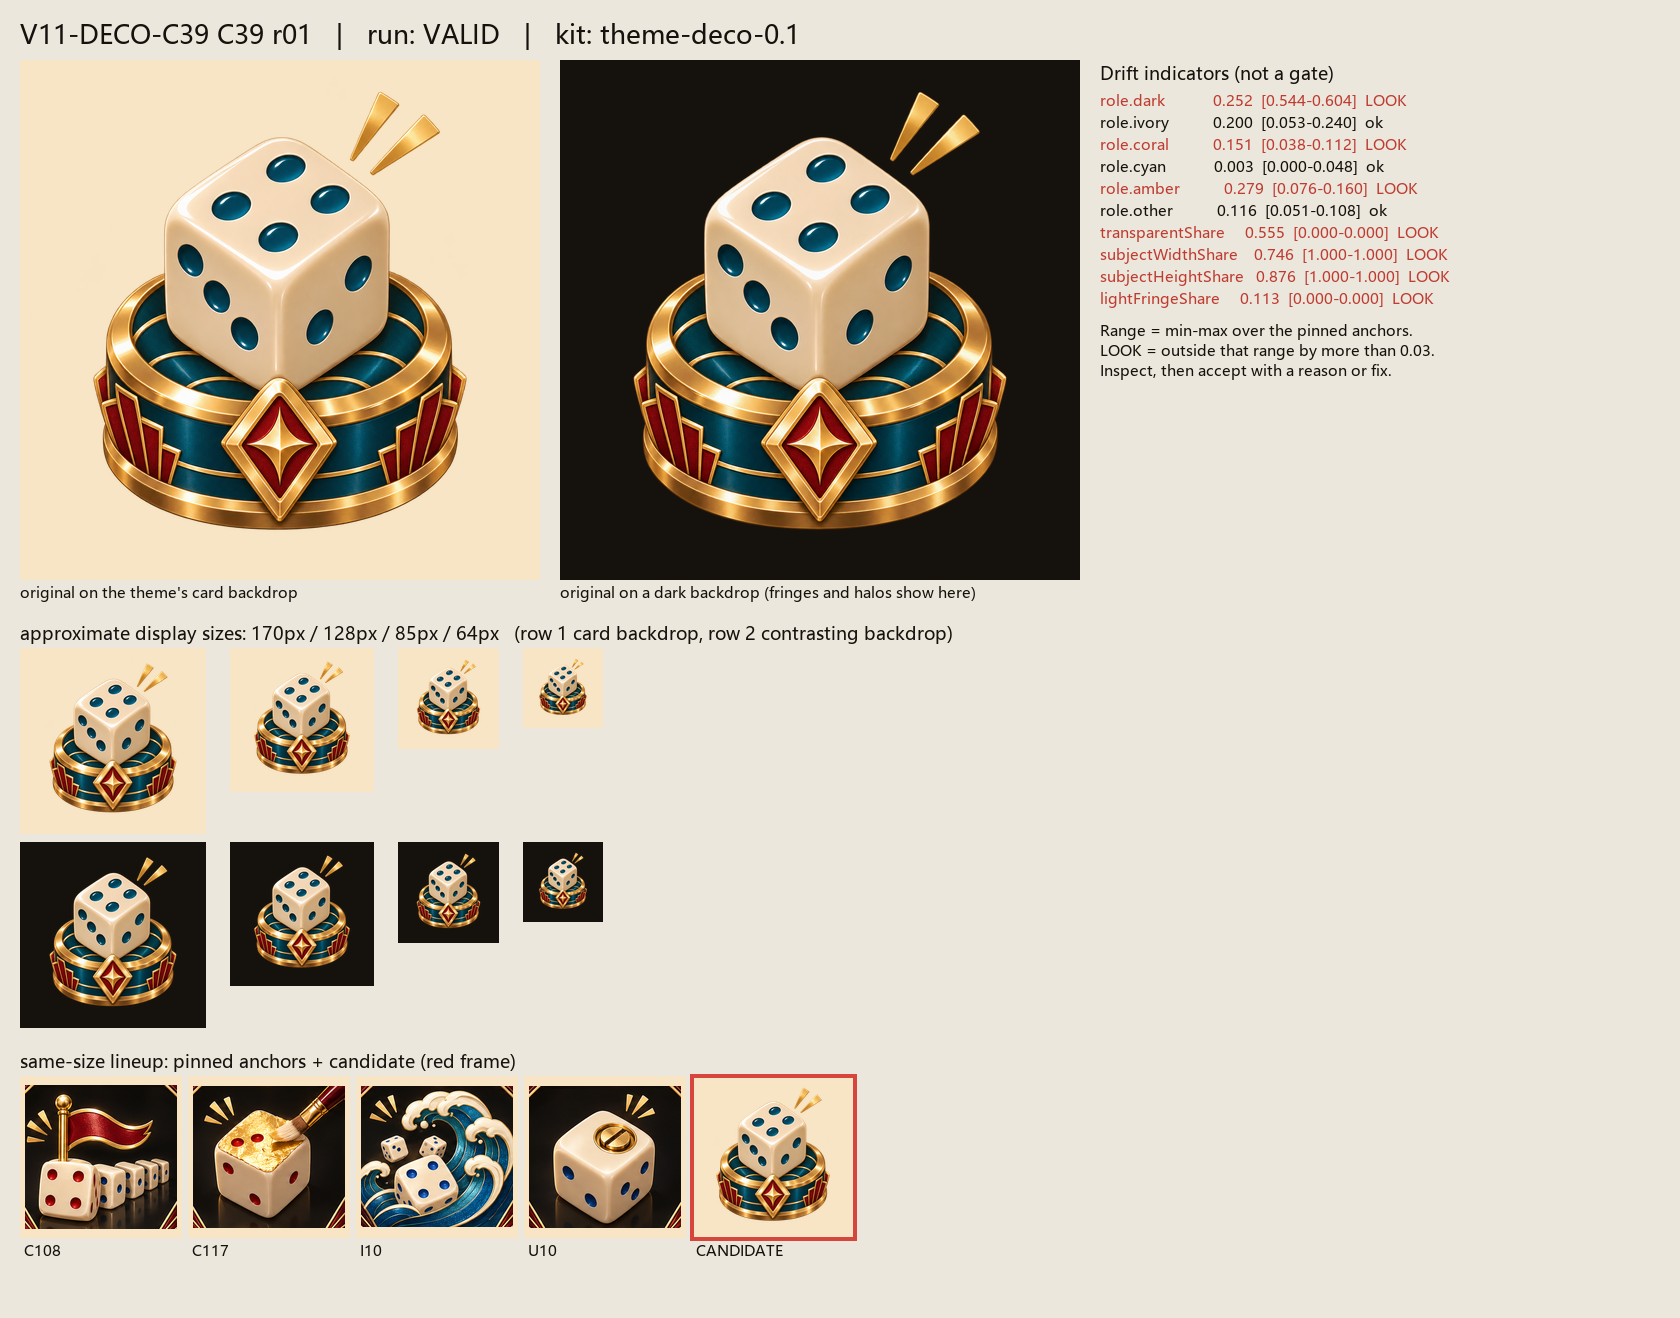 V11-DECO-C39 C39 r01 | run: VALID | kit: theme-deco-0.1
Drift indicators (not a gate)
role.dark 0.252 [0.544-0.604] LOOK
role.ivory 0.200 [0.053-0.240] ok
role.coral 0.151 [0.038-0.112] LOOK
role.cyan 0.003 [0.000-0.048] ok
role.amber 0.279 [0.076-0.160] LOOK
role.other 0.116 [0.051-0.108] ok
transparentShare 0.555 [0.000-0.000] LOOK
subjectWidthShare 0.746 [1.000-1.000] LOOK
subjectHeightShare 0.876 [1.000-1.000] LOOK
lightFringeShare 0.113 [0.000-0.000] LOOK
Range = min-max over the pinned anchors.
LOOK = outside that range by more than 0.03.
Inspect, then accept with a reason or fix.
original on the theme's card backdrop
original on a dark backdrop (fringes and halos show here)
approximate display sizes: 170px / 128px / 85px / 64px (row 1 card backdrop, row 2 contrasting backdrop)
same-size lineup: pinned anchors + candidate (red frame)
C108
C117
I10
U10
CANDIDATE